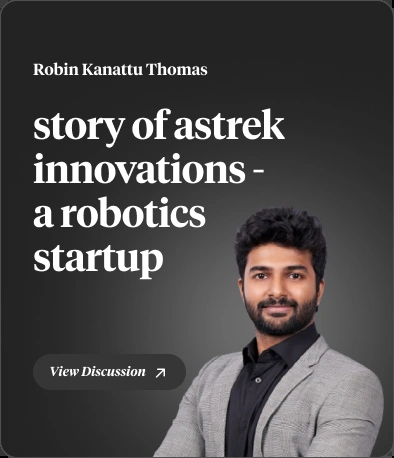 Robin Kanattu Thomas
story of astrek
innovations -
a robotics
startup
View Discussion